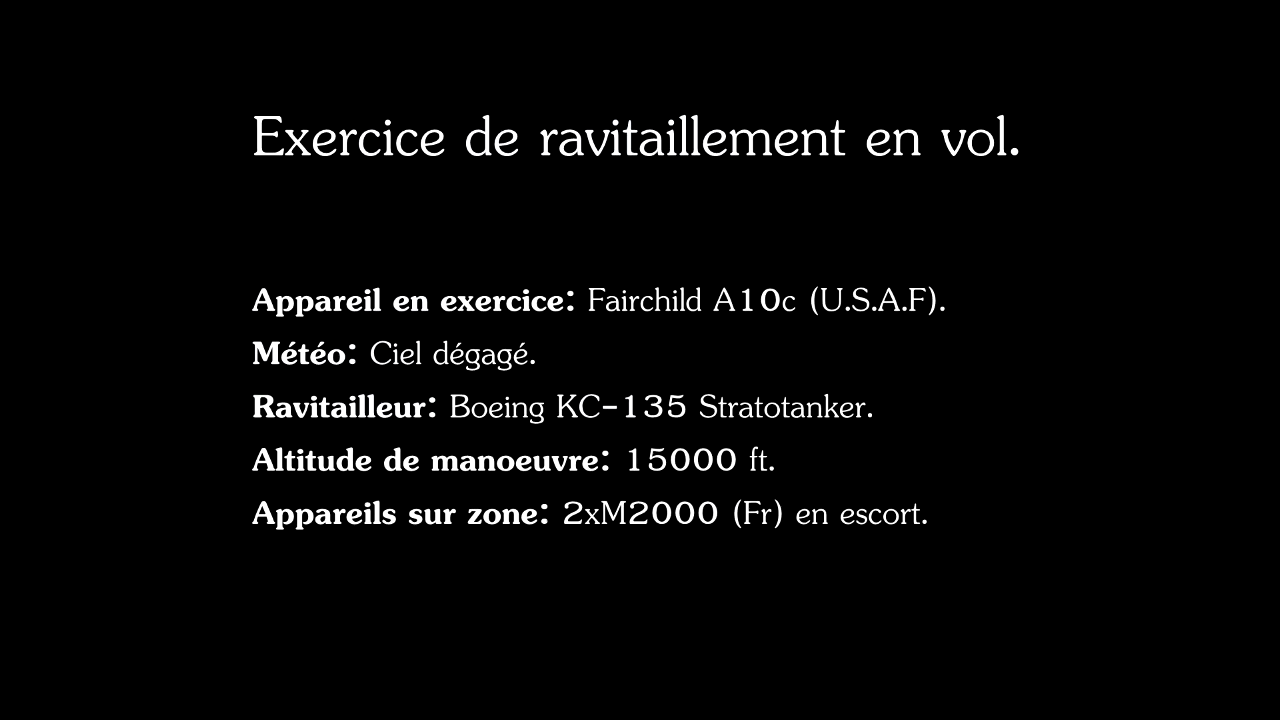 Exercice de ravitaillement en vol.
Appareil en exercice: Fairchild A10c (U.S.A.F).
Météo: Ciel dégagé.
Ravitailleur: Boeing KC-135 Stratotanker.
Altitude de manoeuvre: 15000 ft.
Appareils sur zone: 2xM2000 (Fr) en escort.